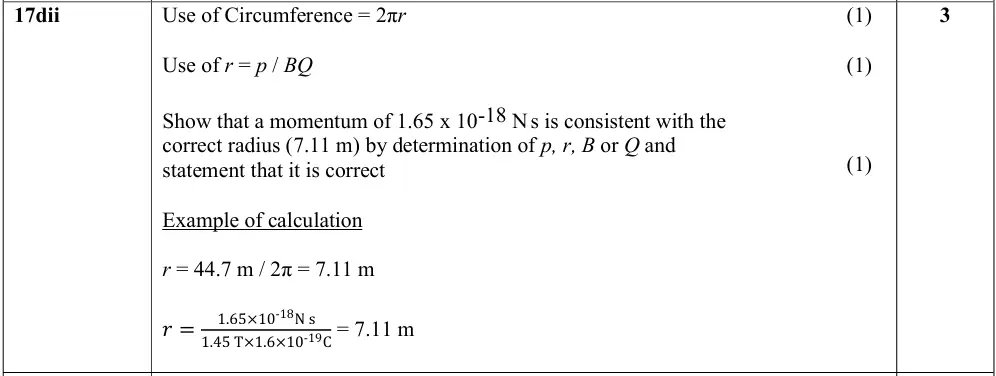 17dii Use of Circumference = 2πr (1) 3
Use of r = p / BQ (1)
Show that a momentum of 1.65 x 10-18 N s is consistent with the
correct radius (7.11 m) by determination of p, r, B or Q and
statement that it is correct (1)
Example of calculation
r = 44.7 m / 2π = 7.11 m
r = 1.65×10-18N s / 1.45 T×1.6×10-19C = 7.11 m